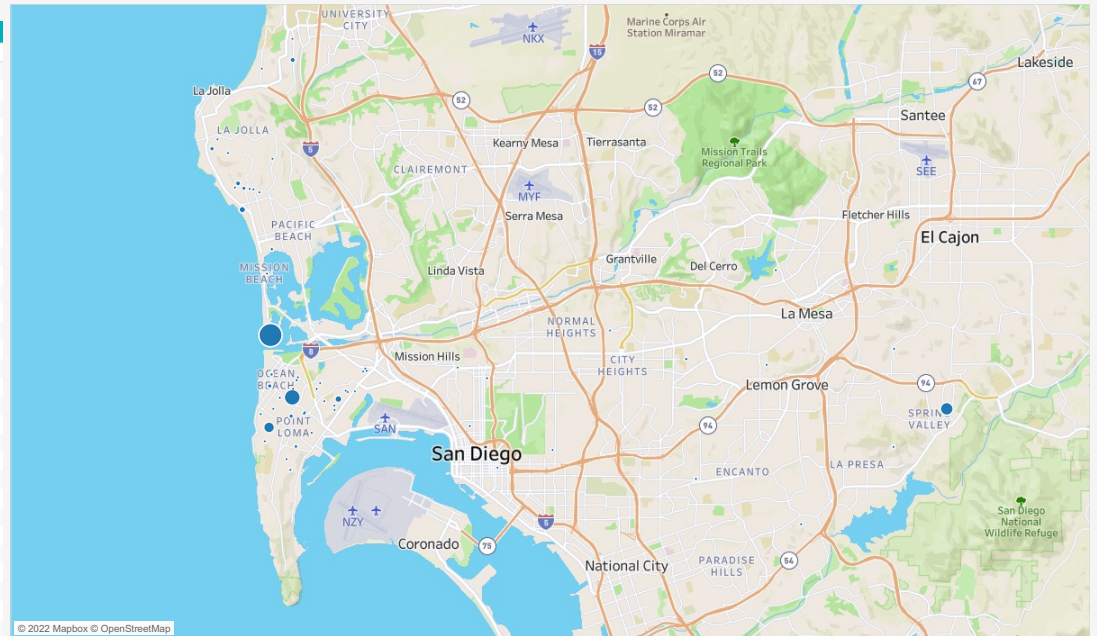 UNIVERSITY
CITY
NKX
Marine Corps Air
Station Miramar
15
Lakeside
52
67
La Jolla
52
52
Santee
LA JOLLA
5
Kearny Mesa
Tierrasanta
Mission Trails
Regional Park
SEE
CLAIREMONT
MYF
Serra Mesa
Fletcher Hills
PACIFIC
BEACH
El Cajon
MISSION
BEACH
Linda Vista
Grantville
Del Cerro
La Mesa
NORMAL
HEIGHTS
8
Mission Hills
CITY
HEIGHTS
OCEAN
BEACH
Lemon Grove
94
POINT
LOMA
SAN
94
SPRIN
VALLEY
San Diego
ENCANTO
LA PRESA
NZY
San Diego
National
Wildlife Refuge
5
Coronado
75
National City
PARADISE
HILLS
54
© 2022 Mapbox © OpenStreetMap